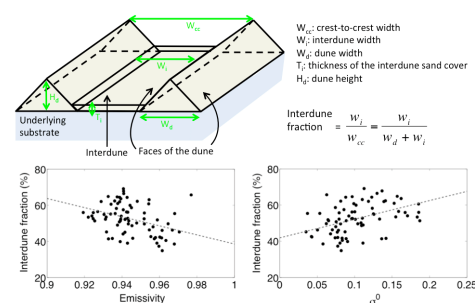 W_cc
W_cc: crest-to-crest width
W_i: interdune width
W_d: dune width
T_i: thickness of the interdune sand cover
H_d: dune height
W_i
H_d
T_i
W_d
Underlying
substrate
Interdune
Faces of the dune
Interdune fraction = w_i / w_cc = w_i / (w_d + w_i)
80
60
40
20
Interdune fraction (%)
0.9 0.92 0.94 0.96 0.98 1
Emissivity
80
60
40
20
Interdune fraction (%)
0 0.05 0.1 0.15 0.2 0.25
σ^0